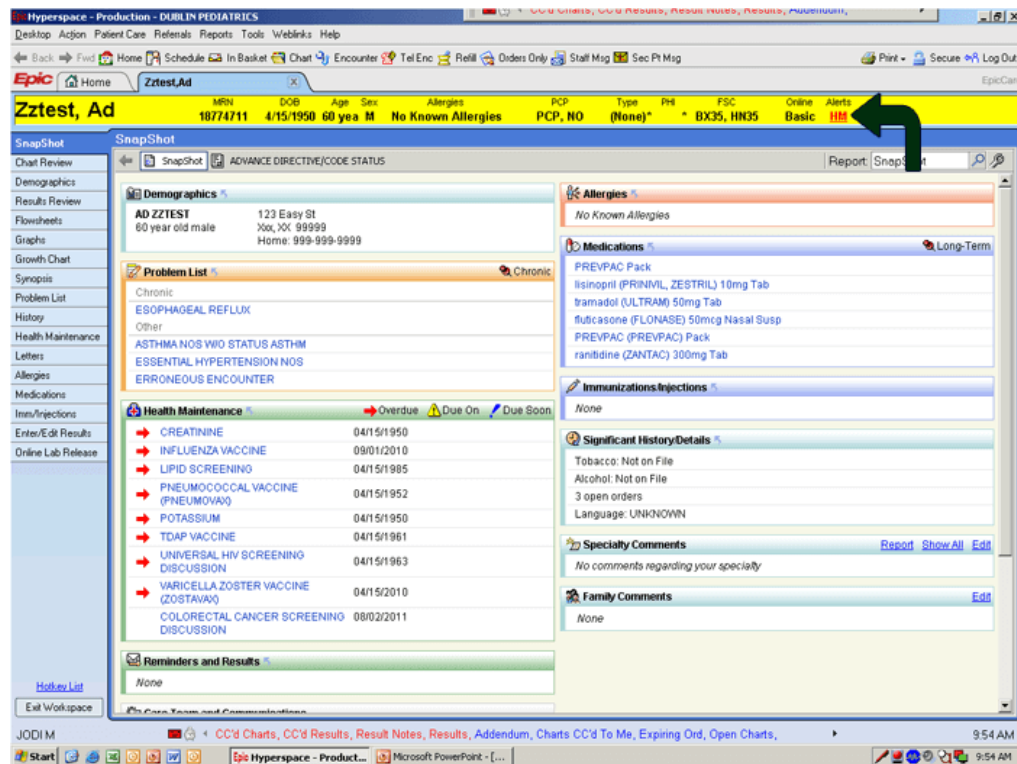 Hyperspace - Production - DUBLIN PEDIATRICS
CC'd Charts, CC'd Results, Result Notes, Results, Addendum,
Desktop Action Patient Care Referrals Reports Tools Weblinks Help
Back Fwd Home Schedule In Basket Chart Encounter Tel Enc Refill Orders Only Staff Msg Sec Pt Msg Print Secure Log Out
Epic Home Zztest,Ad EpicCare
MRN DOB Age Sex Allergies PCP Type PHI FSC Online Alerts
Zztest, Ad 18774711 4/15/1950 60 yea M No Known Allergies PCP, NO (None)* * BX35, HN35 Basic HM
SnapShot
Chart Review
Demographics
Results Review
Flowsheets
Graphs
Growth Chart
Synopsis
Problem List
History
Health Maintenance
Letters
Allergies
Medications
Imm/Injections
Enter/Edit Results
Online Lab Release
Hotkey List
Exit Workspace
SnapShot
SnapShot ADVANCE DIRECTIVE/CODE STATUS Report: SnapShot
Demographics
AD ZZTEST 123 Easy St
60 year old male Xxx, XX 99999
Home: 999-999-9999
Problem List Chronic
Chronic
ESOPHAGEAL REFLUX
Other
ASTHMA NOS W/O STATUS ASTHM
ESSENTIAL HYPERTENSION NOS
ERRONEOUS ENCOUNTER
Health Maintenance Overdue Due On Due Soon
CREATININE 04/15/1950
INFLUENZA VACCINE 09/01/2010
LIPID SCREENING 04/15/1985
PNEUMOCOCCAL VACCINE 04/15/1952
(PNEUMOVAX)
POTASSIUM 04/15/1950
TDAP VACCINE 04/15/1961
UNIVERSAL HIV SCREENING 04/15/1963
DISCUSSION
VARICELLA ZOSTER VACCINE 04/15/2010
(ZOSTAVAX)
COLORECTAL CANCER SCREENING 08/02/2011
DISCUSSION
Reminders and Results
None
Care Team and Communications
Allergies
No Known Allergies
Medications Long-Term
PREVPAC Pack
lisinopril (PRINIVIL, ZESTRIL) 10mg Tab
tramadol (ULTRAM) 50mg Tab
fluticasone (FLONASE) 50mcg Nasal Susp
PREVPAC (PREVPAC) Pack
ranitidine (ZANTAC) 300mg Tab
Immunizations/Injections
None
Significant History/Details
Tobacco: Not on File
Alcohol: Not on File
3 open orders
Language: UNKNOWN
Specialty Comments Report Show All Edit
No comments regarding your specialty
Family Comments Edit
None
JODI M CC'd Charts, CC'd Results, Result Notes, Results, Addendum, Charts CC'd To Me, Expiring Ord, Open Charts, 9:54 AM
Start Epic Hyperspace - Product... Microsoft PowerPoint - [... 9:54 AM